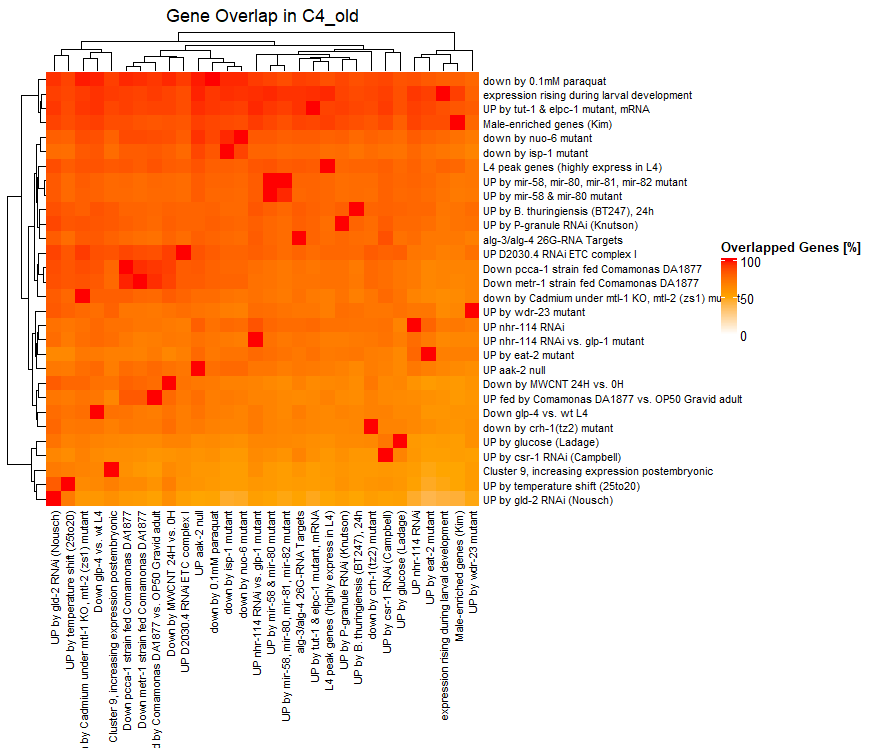 Gene Overlap in C4_old
down by 0.1mM paraquat
expression rising during larval development
UP by tut-1 & elpc-1 mutant, mRNA
Male-enriched genes (Kim)
down by nuo-6 mutant
down by isp-1 mutant
L4 peak genes (highly express in L4)
UP by mir-58, mir-80, mir-81, mir-82 mutant
UP by mir-58 & mir-80 mutant
UP by B. thuringiensis (BT247), 24h
UP by P-granule RNAi (Knutson)
alg-3/alg-4 26G-RNA Targets
UP D2030.4 RNAi ETC complex I
Down pcca-1 strain fed Comamonas DA1877
Down metr-1 strain fed Comamonas DA1877
down by Cadmium under mtl-1 KO, mtl-2 (zs1) mutant
UP by wdr-23 mutant
UP nhr-114 RNAi
UP nhr-114 RNAi vs. glp-1 mutant
UP by eat-2 mutant
UP aak-2 null
Down by MWCNT 24H vs. 0H
UP fed by Comamonas DA1877 vs. OP50 Gravid adult
Down glp-4 vs. wt L4
down by crh-1(tz2) mutant
UP by glucose (Ladage)
UP by csr-1 RNAi (Campbell)
Cluster 9, increasing expression postembryonic
UP by temperature shift (25to20)
UP by gld-2 RNAi (Nousch)
Overlapped Genes [%]
100
50
0
UP by gld-2 RNAi (Nousch)
UP by temperature shift (25to20)
by Cadmium under mtl-1 KO, mtl-2 (zs1) mutant
Down glp-4 vs. wt L4
Cluster 9, increasing expression postembryonic
Down pcca-1 strain fed Comamonas DA1877
Down metr-1 strain fed Comamonas DA1877
by Comamonas DA1877 vs. OP50 Gravid adult
Down by MWCNT 24H vs. 0H
UP D2030.4 RNAi ETC complex I
UP aak-2 null
down by 0.1mM paraquat
down by isp-1 mutant
down by nuo-6 mutant
UP nhr-114 RNAi vs. glp-1 mutant
UP by mir-58 & mir-80 mutant
UP by mir-58, mir-80, mir-81, mir-82 mutant
alg-3/alg-4 26G-RNA Targets
UP by tut-1 & elpc-1 mutant, mRNA
L4 peak genes (highly express in L4)
UP by P-granule RNAi (Knutson)
UP by B. thuringiensis (BT247), 24h
down by crh-1(tz2) mutant
UP by csr-1 RNAi (Campbell)
UP by glucose (Ladage)
UP nhr-114 RNAi
UP by eat-2 mutant
expression rising during larval development
Male-enriched genes (Kim)
UP by wdr-23 mutant